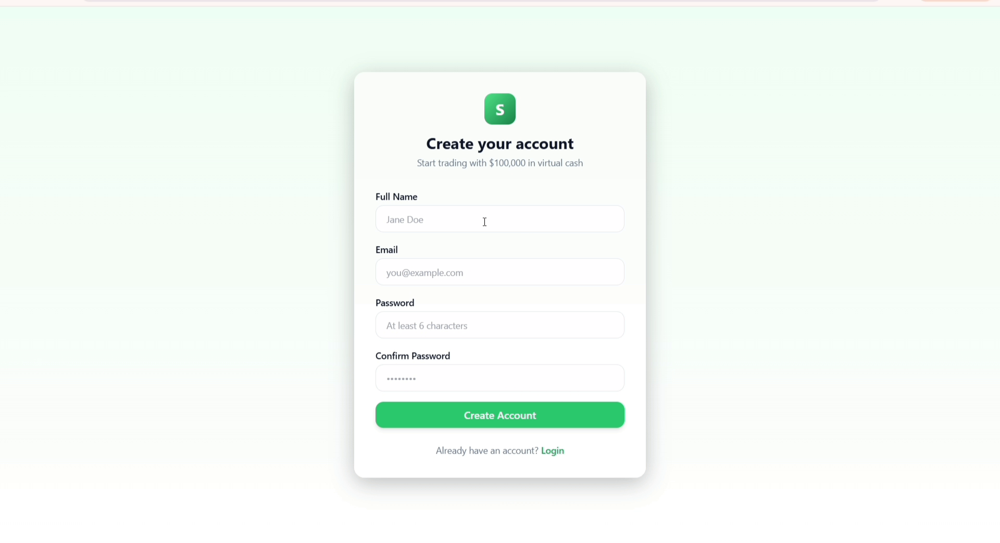 S
Create your account
Start trading with $100,000 in virtual cash
Full Name
Jane Doe
Email
you@example.com
Password
At least 6 characters
Confirm Password
••••••••
Create Account
Already have an account? Login